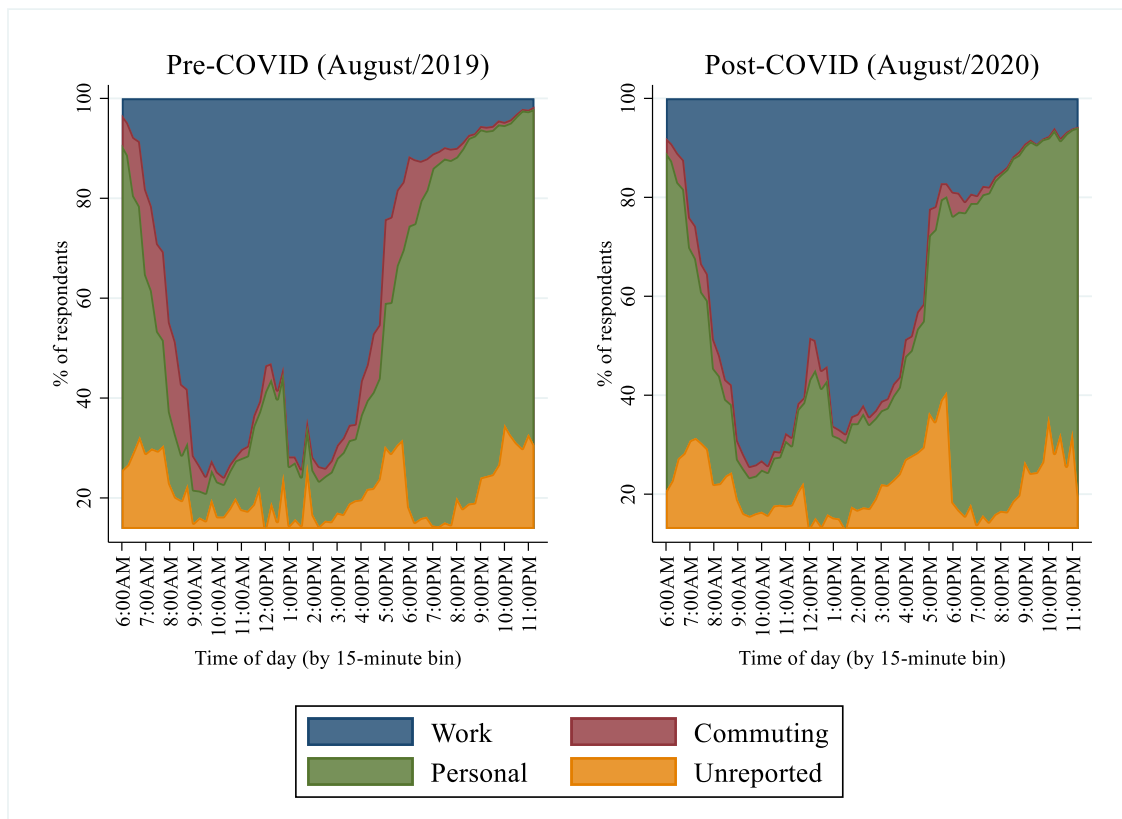 Pre-COVID (August/2019)
% of respondents
100
80
60
40
20
6:00AM
7:00AM
8:00AM
9:00AM
10:00AM
11:00AM
12:00PM
1:00PM
2:00PM
3:00PM
4:00PM
5:00PM
6:00PM
7:00PM
8:00PM
9:00PM
10:00PM
11:00PM
Time of day (by 15-minute bin)
Post-COVID (August/2020)
% of respondents
100
80
60
40
20
6:00AM
7:00AM
8:00AM
9:00AM
10:00AM
11:00AM
12:00PM
1:00PM
2:00PM
3:00PM
4:00PM
5:00PM
6:00PM
7:00PM
8:00PM
9:00PM
10:00PM
11:00PM
Time of day (by 15-minute bin)
Work
Commuting
Personal
Unreported